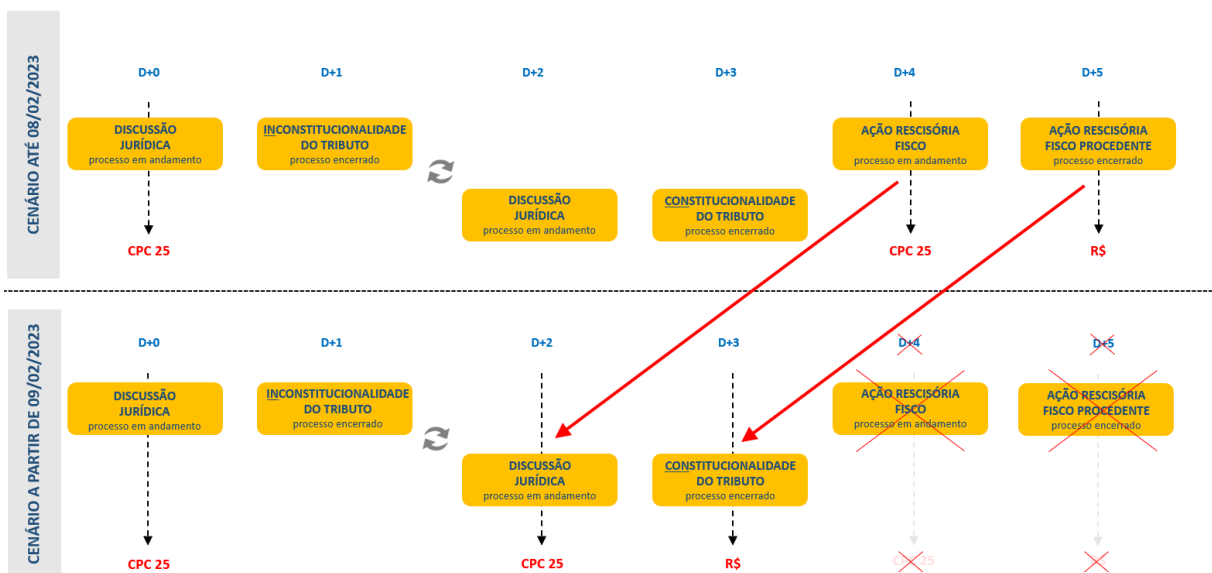 CENÁRIO ATÉ 08/02/2023
D+0
D+1
D+2
D+3
D+4
D+5
DISCUSSÃO
JURÍDICA
processo em andamento
INCONSTITUCIONALIDADE
DO TRIBUTO
processo encerrado
DISCUSSÃO
JURÍDICA
processo em andamento
CONSTITUCIONALIDADE
DO TRIBUTO
processo encerrado
AÇÃO RESCISÓRIA
FISCO
processo em andamento
AÇÃO RESCISÓRIA
FISCO PROCEDENTE
processo encerrado
CPC 25
CPC 25
R$
CENÁRIO A PARTIR DE 09/02/2023
D+0
D+1
D+2
D+3
D+4
D+5
DISCUSSÃO
JURÍDICA
processo em andamento
INCONSTITUCIONALIDADE
DO TRIBUTO
processo encerrado
DISCUSSÃO
JURÍDICA
processo em andamento
CONSTITUCIONALIDADE
DO TRIBUTO
processo encerrado
AÇÃO RESCISÓRIA
FISCO
processo em andamento
AÇÃO RESCISÓRIA
FISCO PROCEDENTE
processo encerrado
CPC 25
CPC 25
R$
CPC 25